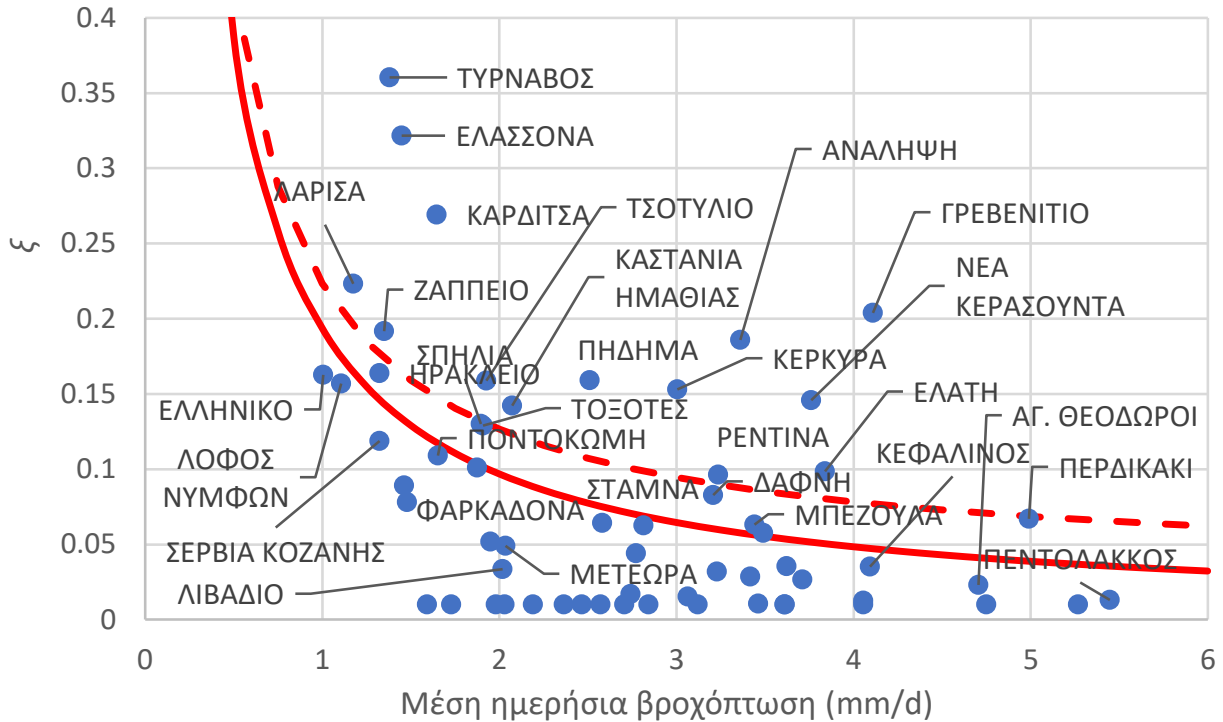 0.4
ΤΥΡΝΑΒΟΣ
0.35
ΕΛΑΣΣΟΝΑ
ΑΝΑΛΗΨΗ
0.3
ΛΑΡΙΣΑ
ΚΑΡΔΙΤΣΑ
ΤΣΟΤΥΛΙΟ
ΓΡΕΒΕΝΙΤΙΟ
0.25
ξ
ΖΑΠΠΕΙΟ
ΚΑΣΤΑΝΙΑ
ΗΜΑΘΙΑΣ
ΝΕΑ
ΚΕΡΑΣΟΥΝΤΑ
0.2
ΣΠΗΛΙΑ
ΗΡΑΚΛΕΙΟ
ΠΗΔΗΜΑ
ΚΕΡΚΥΡΑ
0.15
ΕΛΛΗΝΙΚΟ
ΤΟΞΟΤΕΣ
ΕΛΑΤΗ
ΑΓ. ΘΕΟΔΩΡΟΙ
ΛΟΦΟΣ
ΝΥΜΦΩΝ
ΠΟΝΤΟΚΩΜΗ
ΡΕΝΤΙΝΑ
ΚΕΦΑΛΙΝΟΣ
ΠΕΡΔΙΚΑΚΙ
0.1
ΣΤΑΜΝΑ
ΔΑΦΝΗ
ΦΑΡΚΑΔΟΝΑ
ΜΠΕΖΟΥΛΑ
ΣΕΡΒΙΑ ΚΟΖΑΝΗΣ
0.05
ΠΕΝΤΟΛΑΚΚΟΣ
ΛΙΒΑΔΙΟ
ΜΕΤΕΩΡΑ
0
0 1 2 3 4 5 6
Μέση ημερήσια βροχόπτωση (mm/d)